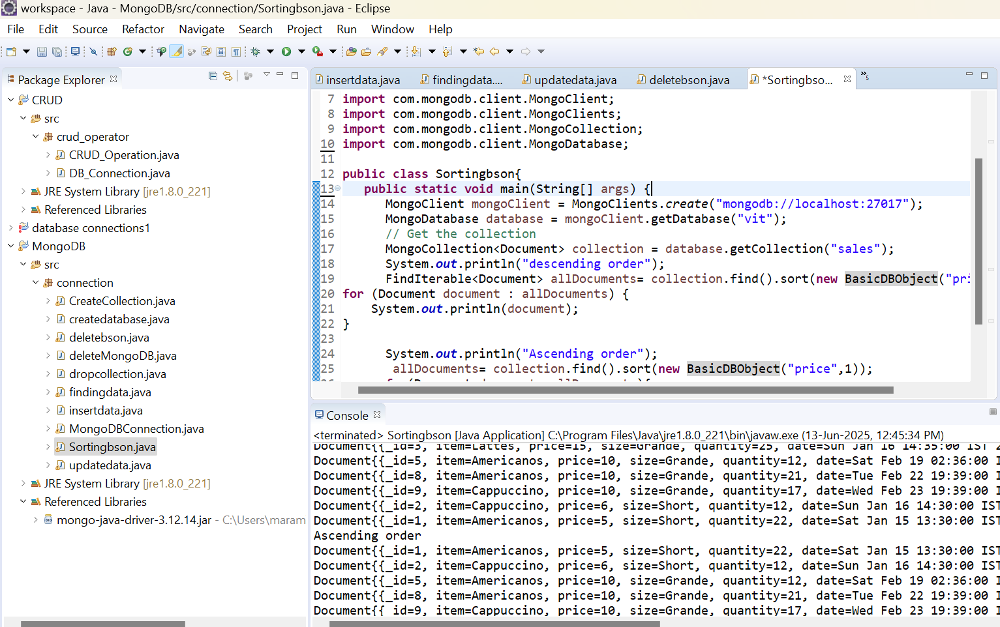 workspace - Java - MongoDB/src/connection/Sortingbson.java - Eclipse
File Edit Source Refactor Navigate Search Project Run Window Help
Package Explorer
CRUD
src
crud_operator
CRUD_Operation.java
DB_Connection.java
JRE System Library [jre1.8.0_221]
Referenced Libraries
database connections1
MongoDB
src
connection
CreateCollection.java
createdatabase.java
deletebson.java
deleteMongoDB.java
dropcollection.java
findingdata.java
insertdata.java
MongoDBConnection.java
Sortingbson.java
updatedata.java
JRE System Library [jre1.8.0_221]
Referenced Libraries
mongo-java-driver-3.12.14.jar - C:\Users\maram
insertdata.java findingdata.... updatedata.java deletebson.java *Sortingbso... »5
7 import com.mongodb.client.MongoClient;
8 import com.mongodb.client.MongoClients;
9 import com.mongodb.client.MongoCollection;
10 import com.mongodb.client.MongoDatabase;
11
12 public class Sortingbson{
13 public static void main(String[] args) {
14 MongoClient mongoClient = MongoClients.create("mongodb://localhost:27017");
15 MongoDatabase database = mongoClient.getDatabase("vit");
16 // Get the collection
17 MongoCollection<Document> collection = database.getCollection("sales");
18 System.out.println("descending order");
19 FindIterable<Document> allDocuments= collection.find().sort(new BasicDBObject("pri
20 for (Document document : allDocuments) {
21 System.out.println(document);
22 }
23
24 System.out.println("Ascending order");
25 allDocuments= collection.find().sort(new BasicDBObject("price",1));
Console
<terminated> Sortingbson [Java Application] C:\Program Files\Java\jre1.8.0_221\bin\javaw.exe (13-Jun-2025, 12:45:34 PM)
Document{{_id=3, item=Lattes, price=15, size=Grande, quantity=25, date=Sun Jan 16 14:35:00 IST 2
Document{{_id=5, item=Americanos, price=10, size=Grande, quantity=12, date=Sat Feb 19 02:36:00 I
Document{{_id=8, item=Americanos, price=10, size=Grande, quantity=21, date=Tue Feb 22 19:39:00 I
Document{{_id=9, item=Cappuccino, price=10, size=Grande, quantity=17, date=Wed Feb 23 19:39:00 I
Document{{_id=2, item=Cappuccino, price=6, size=Short, quantity=12, date=Sun Jan 16 14:30:00 IST
Document{{_id=1, item=Americanos, price=5, size=Short, quantity=22, date=Sat Jan 15 13:30:00 IST
Ascending order
Document{{_id=1, item=Americanos, price=5, size=Short, quantity=22, date=Sat Jan 15 13:30:00 IST
Document{{_id=2, item=Cappuccino, price=6, size=Short, quantity=12, date=Sun Jan 16 14:30:00 IST
Document{{_id=5, item=Americanos, price=10, size=Grande, quantity=12, date=Sat Feb 19 02:36:00 I
Document{{_id=8, item=Americanos, price=10, size=Grande, quantity=21, date=Tue Feb 22 19:39:00 I
Document{{_id=9, item=Cappuccino, price=10, size=Grande, quantity=17, date=Wed Feb 23 19:39:00 I